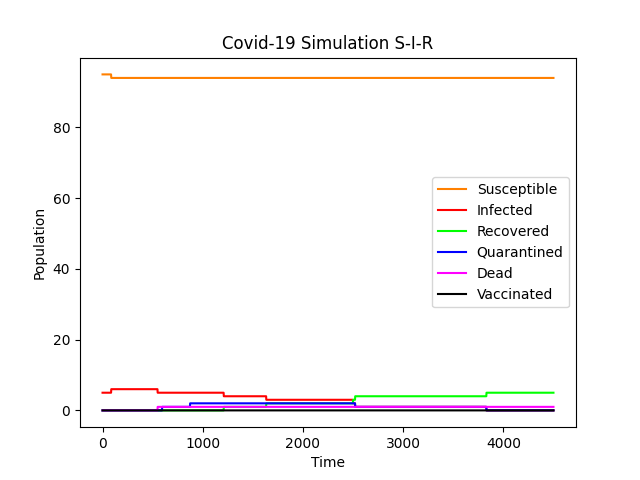 Covid-19 Simulation S-I-R
80
60
40
20
0
Population
Susceptible
Infected
Recovered
Quarantined
Dead
Vaccinated
0 1000 2000 3000 4000
Time